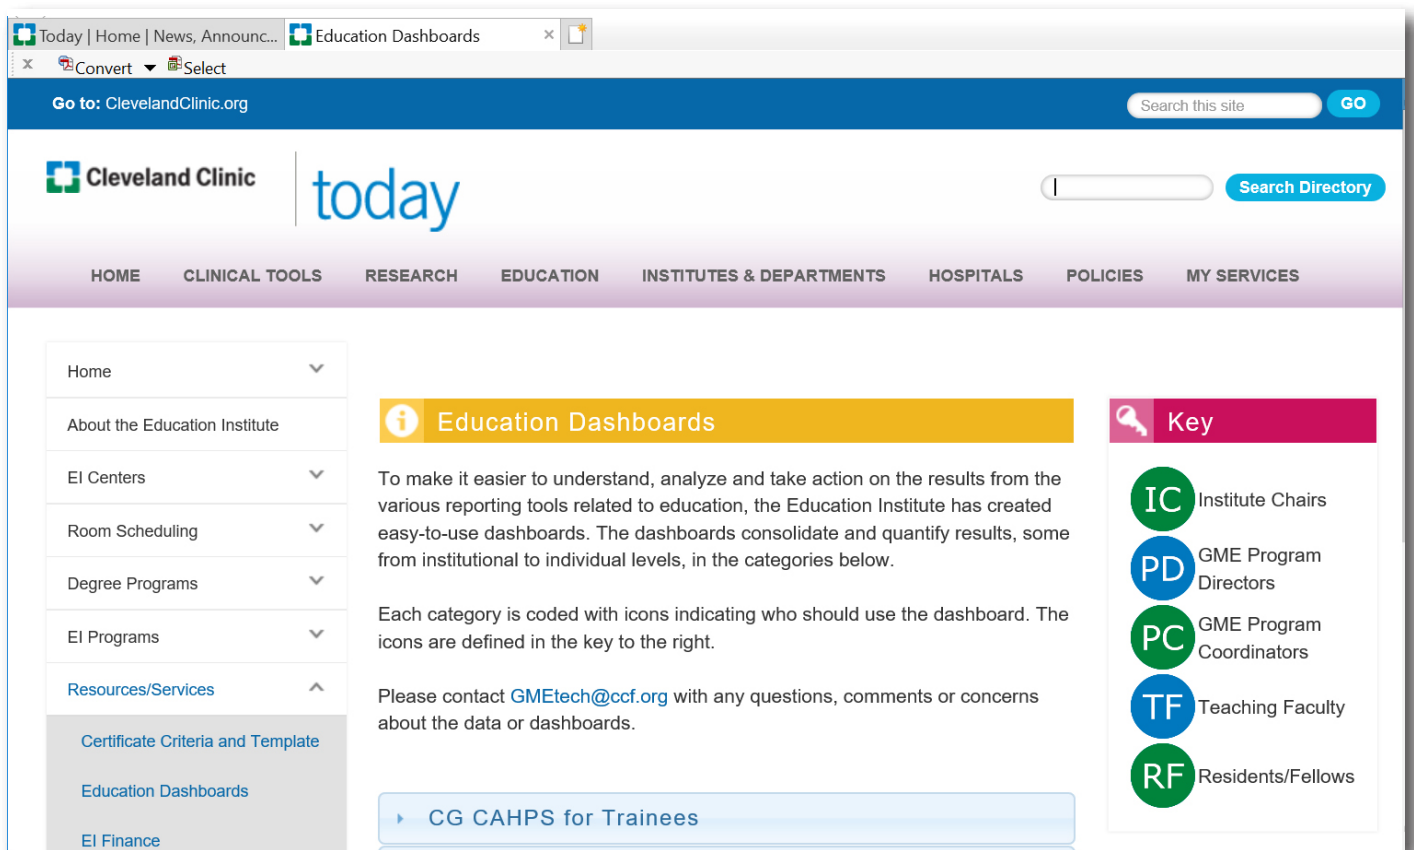 Today | Home | News, Announc...
Education Dashboards
Convert
Select
Go to: ClevelandClinic.org
Search this site
GO
Cleveland Clinic
today
Search Directory
HOME CLINICAL TOOLS RESEARCH EDUCATION INSTITUTES & DEPARTMENTS HOSPITALS POLICIES MY SERVICES
Home
About the Education Institute
EI Centers
Room Scheduling
Degree Programs
EI Programs
Resources/Services
Certificate Criteria and Template
Education Dashboards
EI Finance
Education Dashboards
To make it easier to understand, analyze and take action on the results from the
various reporting tools related to education, the Education Institute has created
easy-to-use dashboards. The dashboards consolidate and quantify results, some
from institutional to individual levels, in the categories below.
Each category is coded with icons indicating who should use the dashboard. The
icons are defined in the key to the right.
Please contact GMEtech@ccf.org with any questions, comments or concerns
about the data or dashboards.
CG CAHPS for Trainees
Key
IC Institute Chairs
PD GME Program
Directors
PC GME Program
Coordinators
TF Teaching Faculty
RF Residents/Fellows